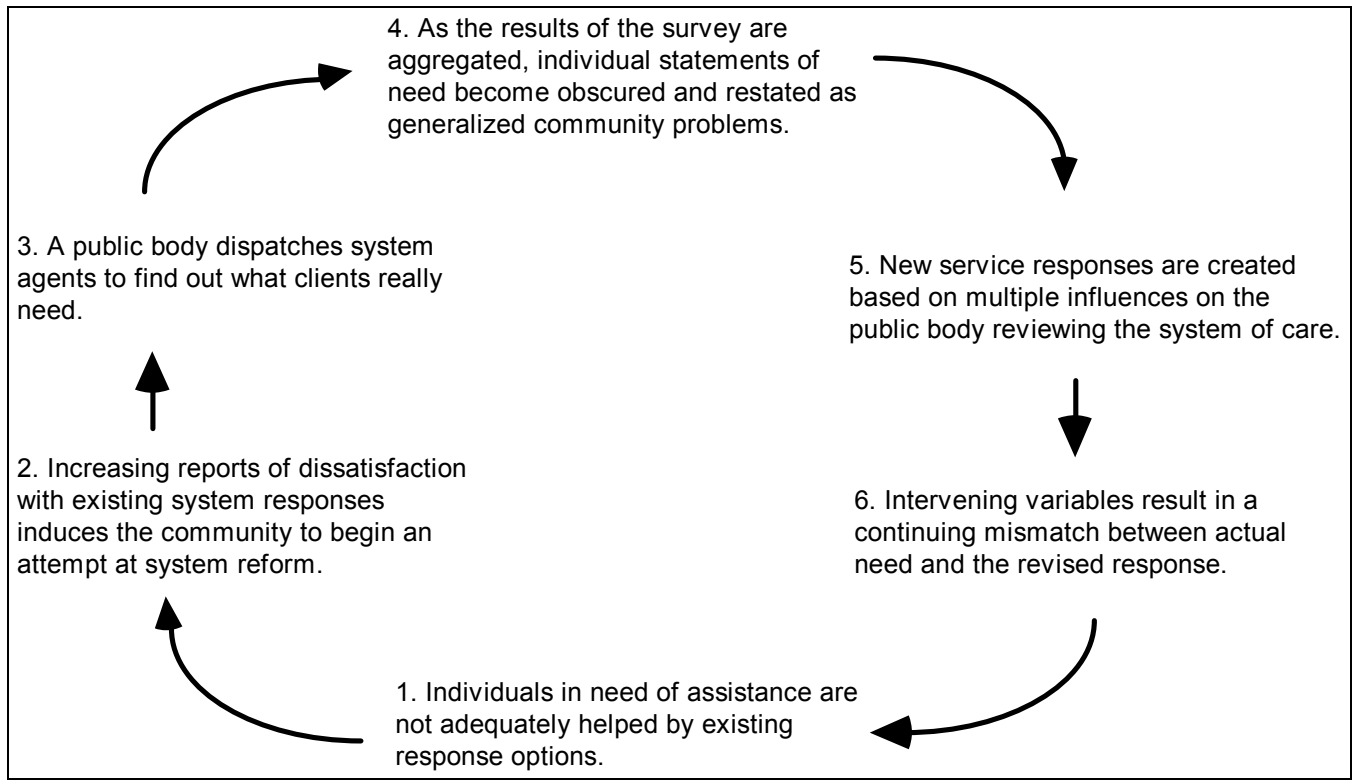 4. As the results of the survey are
aggregated, individual statements of
need become obscured and restated as
generalized community problems.
3. A public body dispatches system
agents to find out what clients really
need.
5. New service responses are created
based on multiple influences on the
public body reviewing the system of care.
2. Increasing reports of dissatisfaction
with existing system responses
induces the community to begin an
attempt at system reform.
6. Intervening variables result in a
continuing mismatch between actual
need and the revised response.
1. Individuals in need of assistance are
not adequately helped by existing
response options.